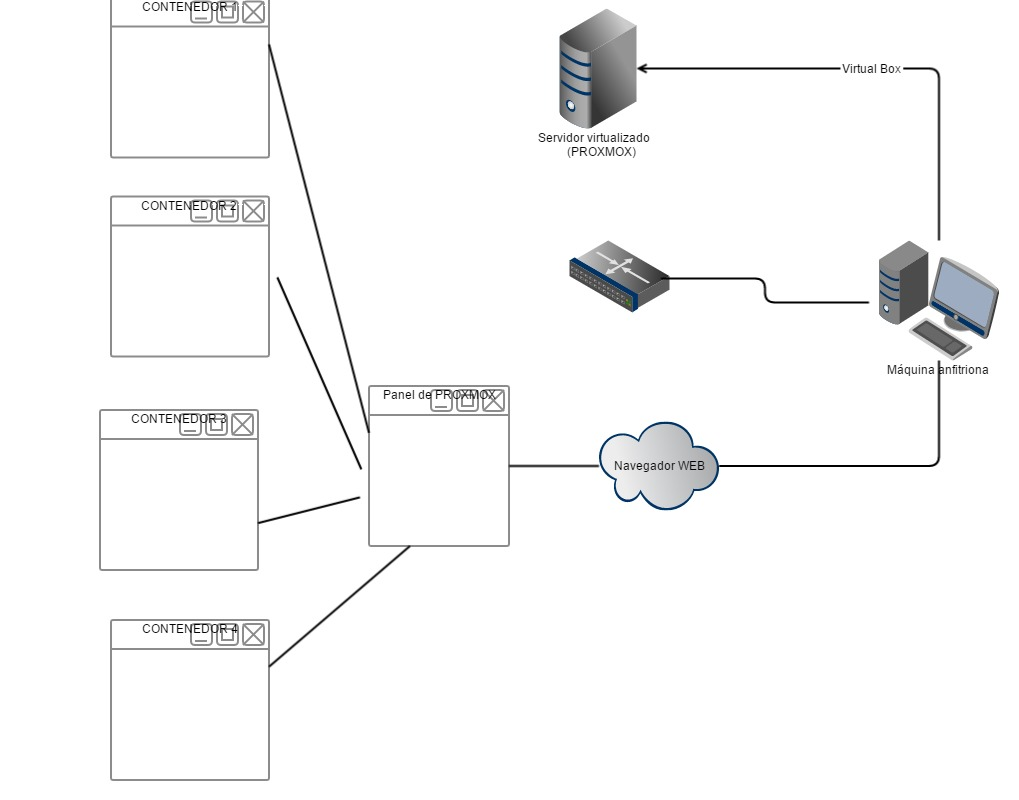 CONTENEDOR 1
Virtual Box
Servidor virtualizado
(PROXMOX)
CONTENEDOR 2
Máquina anfitriona
Panel de PROXMOX
CONTENEDOR 3
Navegador WEB
CONTENEDOR 4